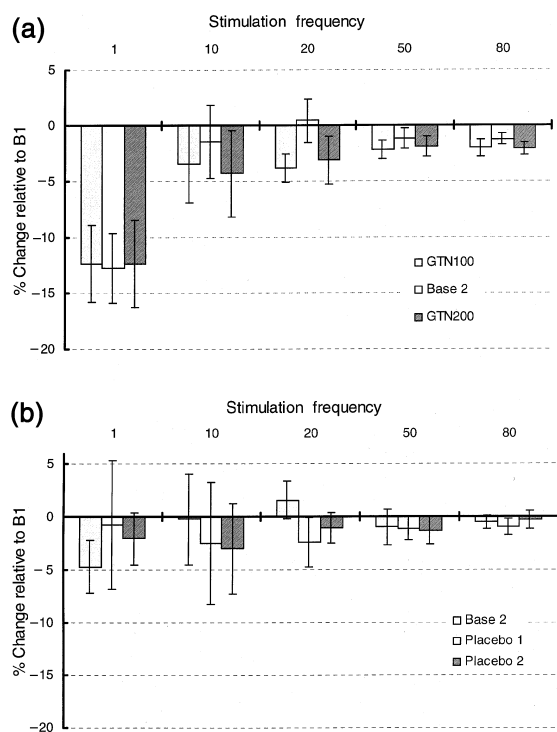 (a)
Stimulation frequency
1 10 20 50 80
% Change relative to B1
5
0
−5
−10
−15
−20
GTN100
Base 2
GTN200
(b)
Stimulation frequency
1 10 20 50 80
% Change relative to B1
5
0
−5
−10
−15
−20
Base 2
Placebo 1
Placebo 2